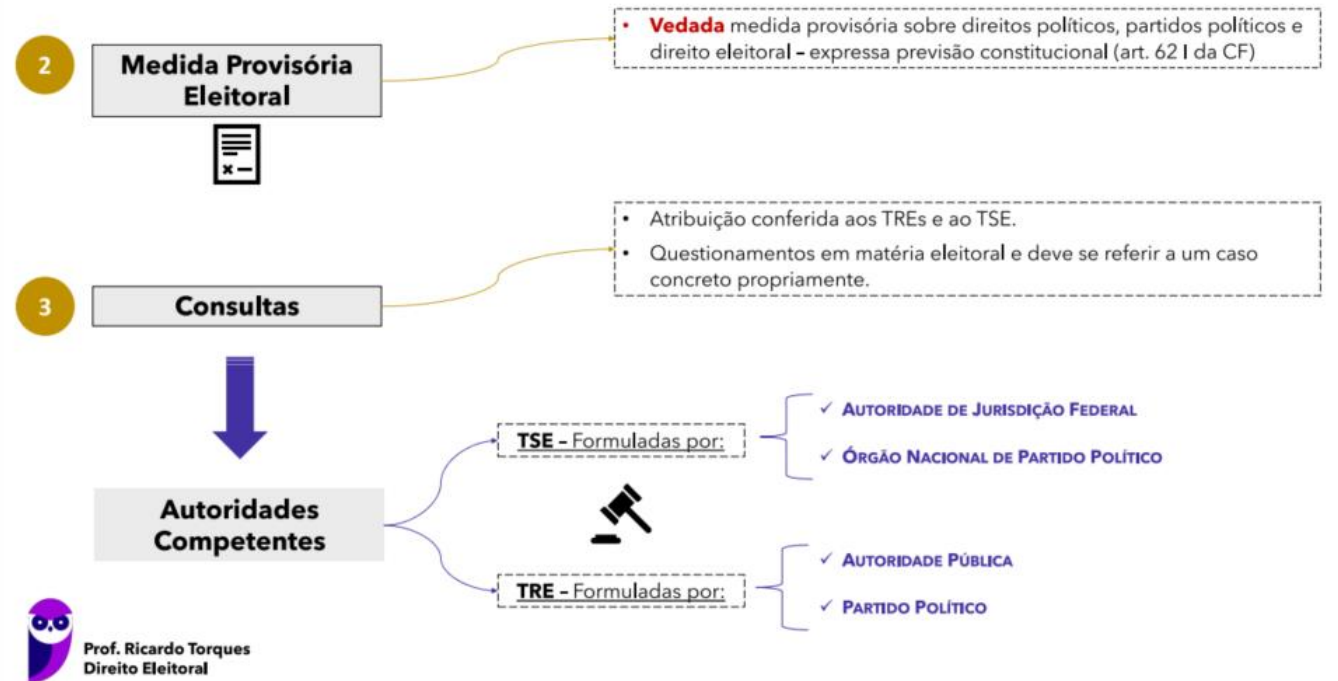 2
Medida Provisória
Eleitoral
• Vedada medida provisória sobre direitos políticos, partidos políticos e
direito eleitoral – expressa previsão constitucional (art. 62 I da CF)
• Atribuição conferida aos TREs e ao TSE.
• Questionamentos em matéria eleitoral e deve se referir a um caso
concreto propriamente.
3
Consultas
Autoridades
Competentes
TSE – Formuladas por:
✓ AUTORIDADE DE JURISDIÇÃO FEDERAL
✓ ÓRGÃO NACIONAL DE PARTIDO POLÍTICO
TRE – Formuladas por:
✓ AUTORIDADE PÚBLICA
✓ PARTIDO POLÍTICO
Prof. Ricardo Torques
Direito Eleitoral